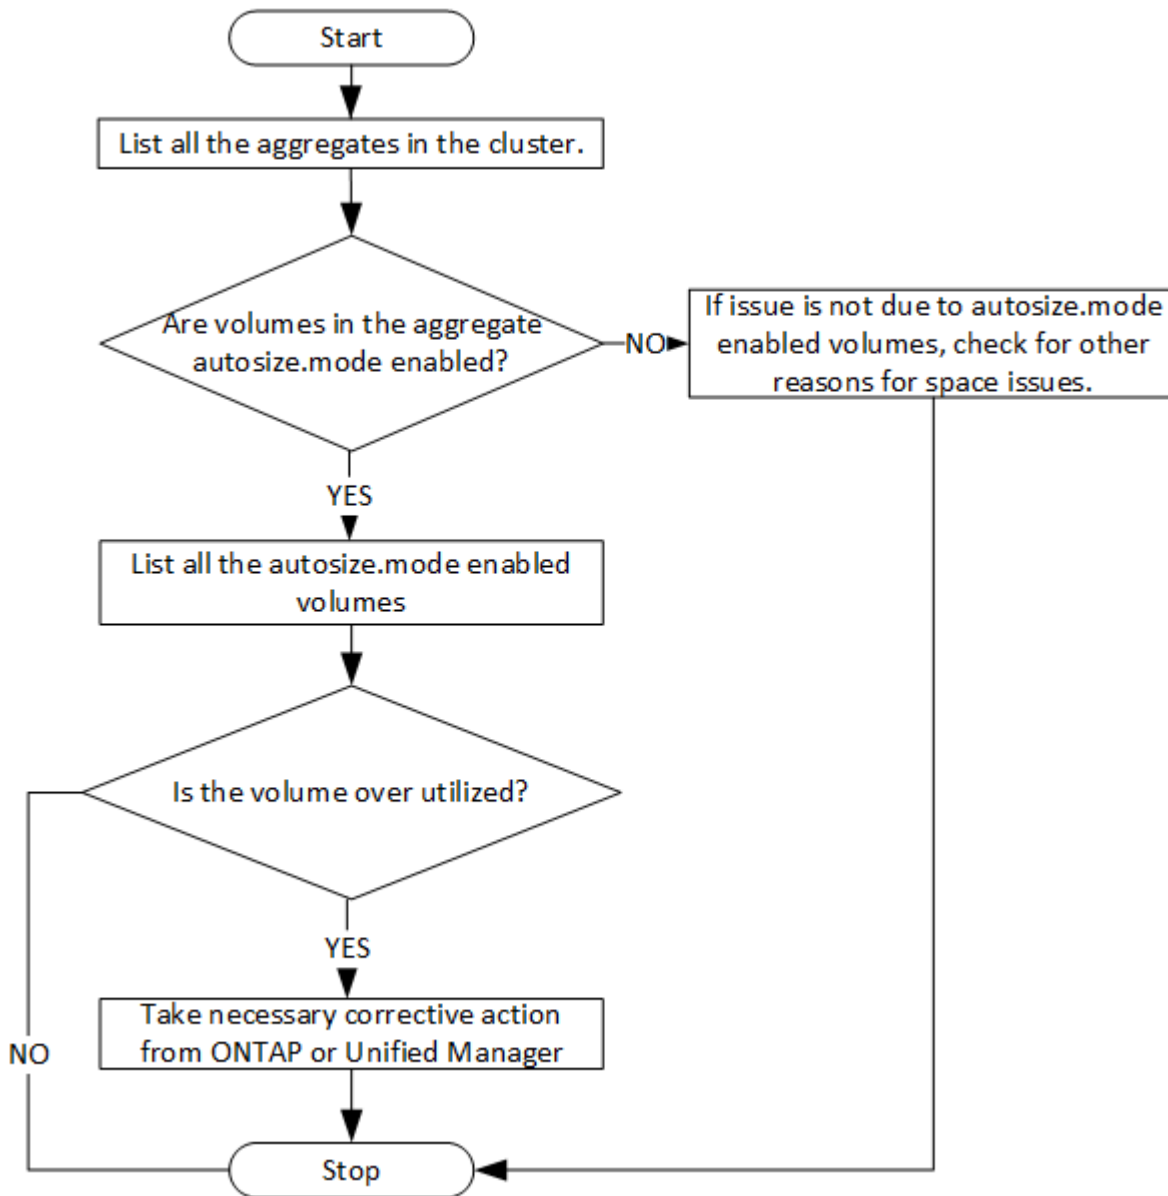 Start
List all the aggregates in the cluster.
Are volumes in the aggregate
autosize.mode enabled?
NO
If issue is not due to autosize.mode
enabled volumes, check for other
reasons for space issues.
YES
List all the autosize.mode enabled
volumes
Is the volume over utilized?
YES
Take necessary corrective action
from ONTAP or Unified Manager
NO
Stop